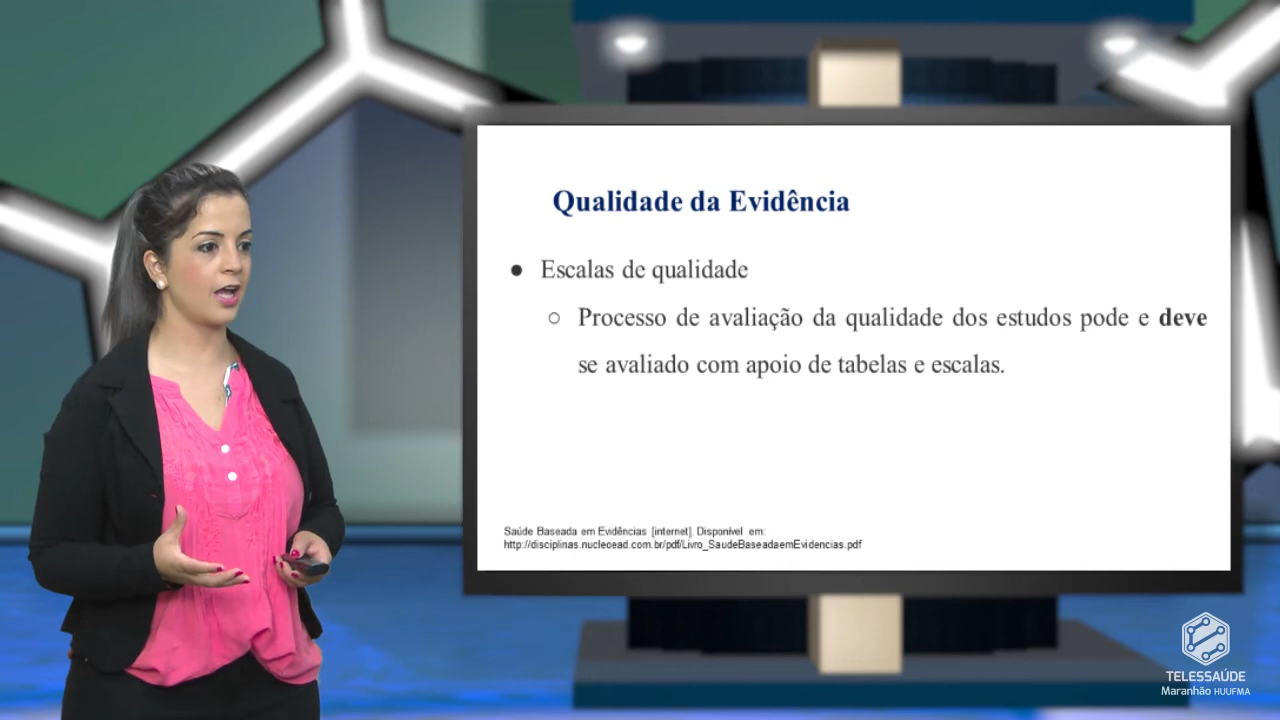 Qualidade da Evidência
● Escalas de qualidade
○ Processo de avaliação da qualidade dos estudos pode e deve
se avaliado com apoio de tabelas e escalas.
Saúde Baseada em Evidências [internet]. Disponível em:
http://disciplinas.nucleoead.com.br/pdf/Livro_SaudeBaseadaemEvidencias.pdf
TELESSAÚDE
Maranhão HUUFMA